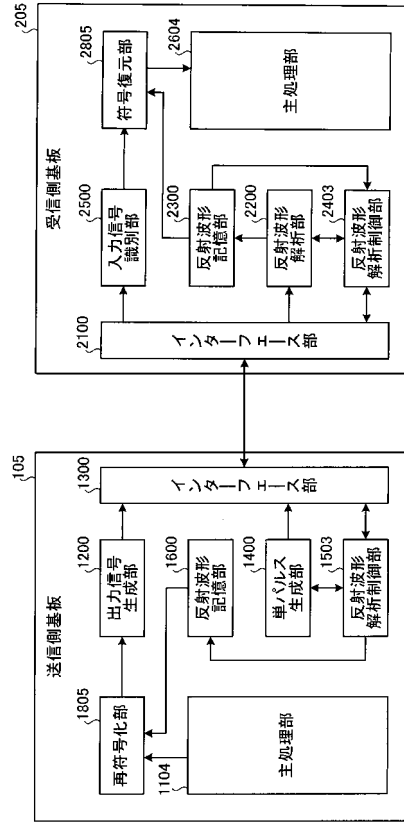 105
送信側基板
1805
再符号化部
1200
出力信号
生成部
1300
インターフェース部
1600
反射波形
記憶部
1400
単パルス
生成部
1503
反射波形
解析制御部
1104
主処理部
205
受信側基板
2100
インターフェース部
2500
入力信号
識別部
2805
符号復元部
2300
反射波形
記憶部
2200
反射波形
解析部
2403
反射波形
解析制御部
2604
主処理部